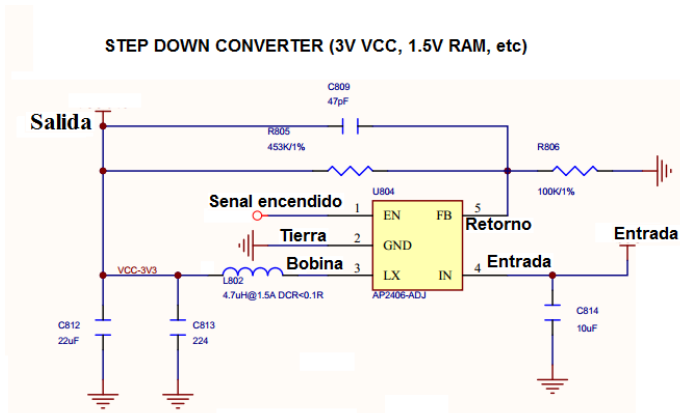 STEP DOWN CONVERTER (3V VCC, 1.5V RAM, etc)
C809
47pF
Salida
R805
453K/1%
R806
100K/1%
U804
Senal encendido
1
EN
FB
5
Retorno
Tierra
2
GND
Entrada
Bobina
3
LX
IN
4
Entrada
VCC-3V3
L802
4.7uH@1.5A DCR<0.1R
AP2406-ADJ
C812
22uF
C813
224
C814
10uF